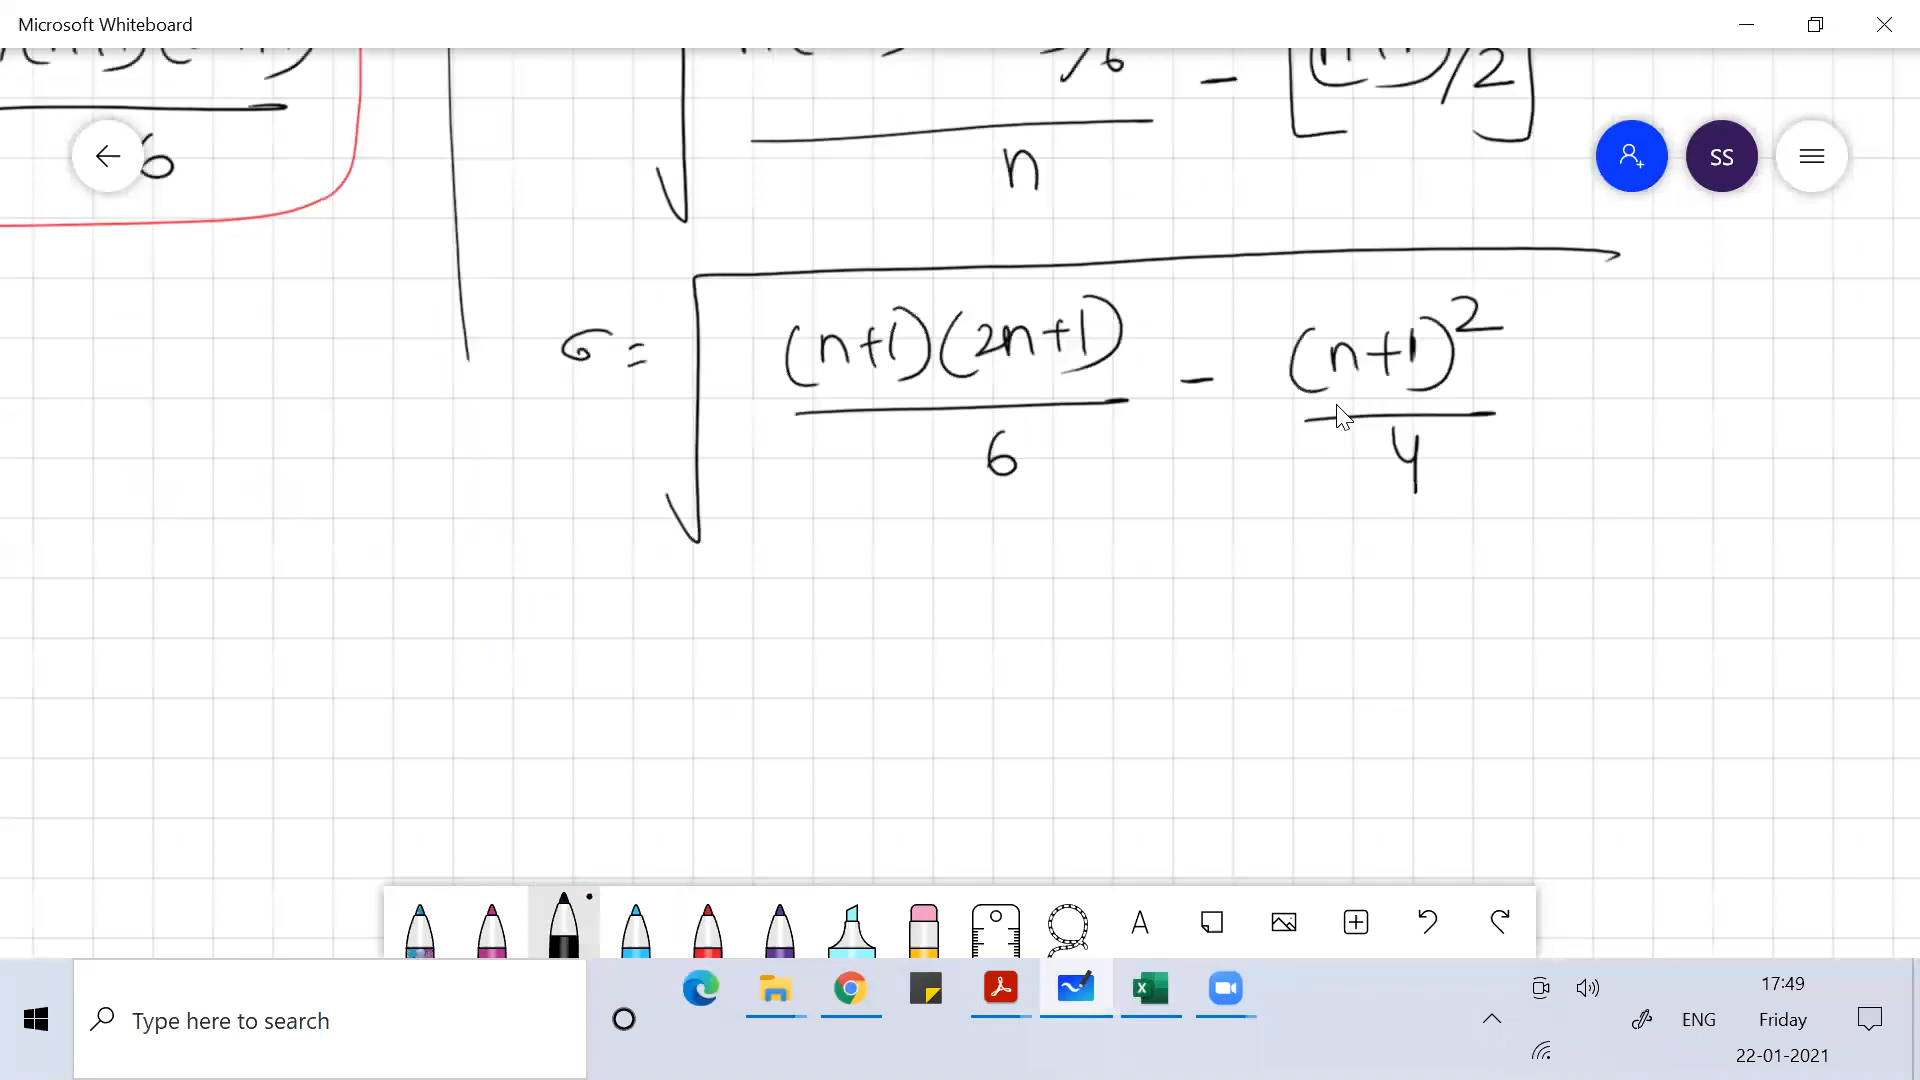 Microsoft Whiteboard
6
/6
- [(n+1)/2]
n
SS
σ = √ (n+1)(2n+1) - (n+1)²
6 4
A
Type here to search
17:49
ENG Friday
22-01-2021